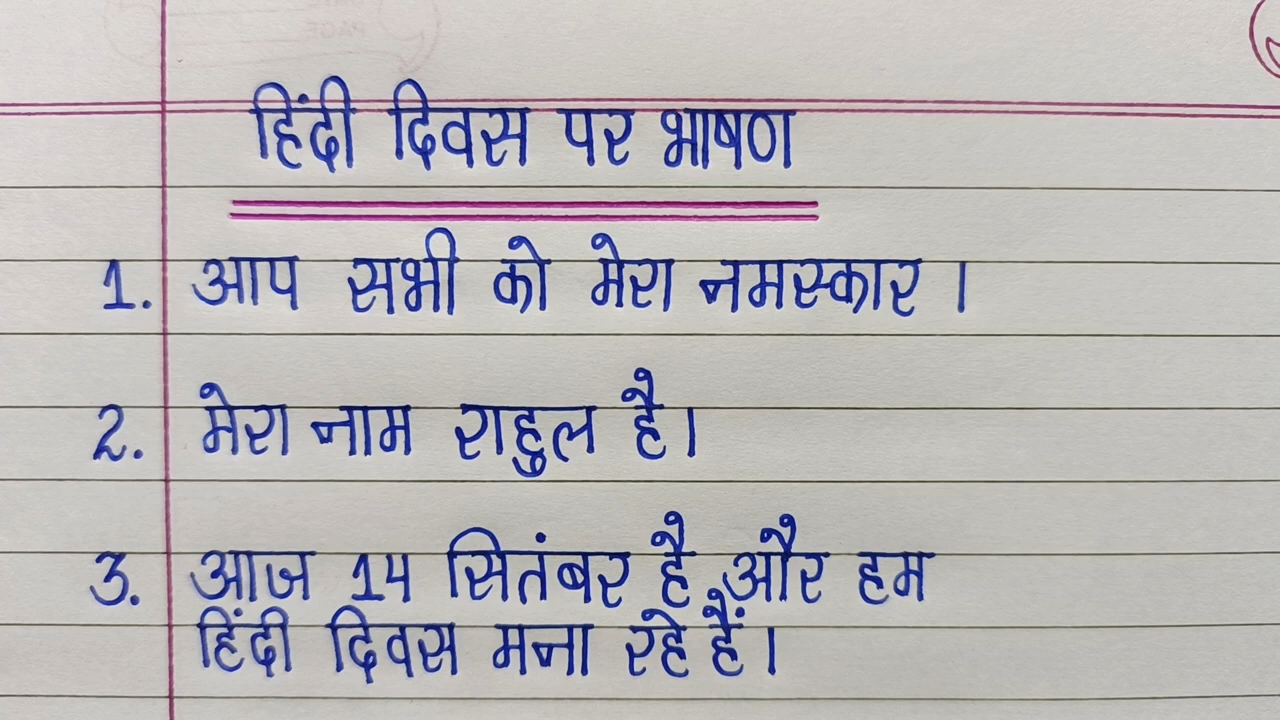 हिंदी दिवस पर भाषण
1. आप सभी को मेरा नमस्कार ।
2. मेरा नाम राहुल है ।
3. आज 14 सितंबर है और हम
हिंदी दिवस मना रहे हैं ।